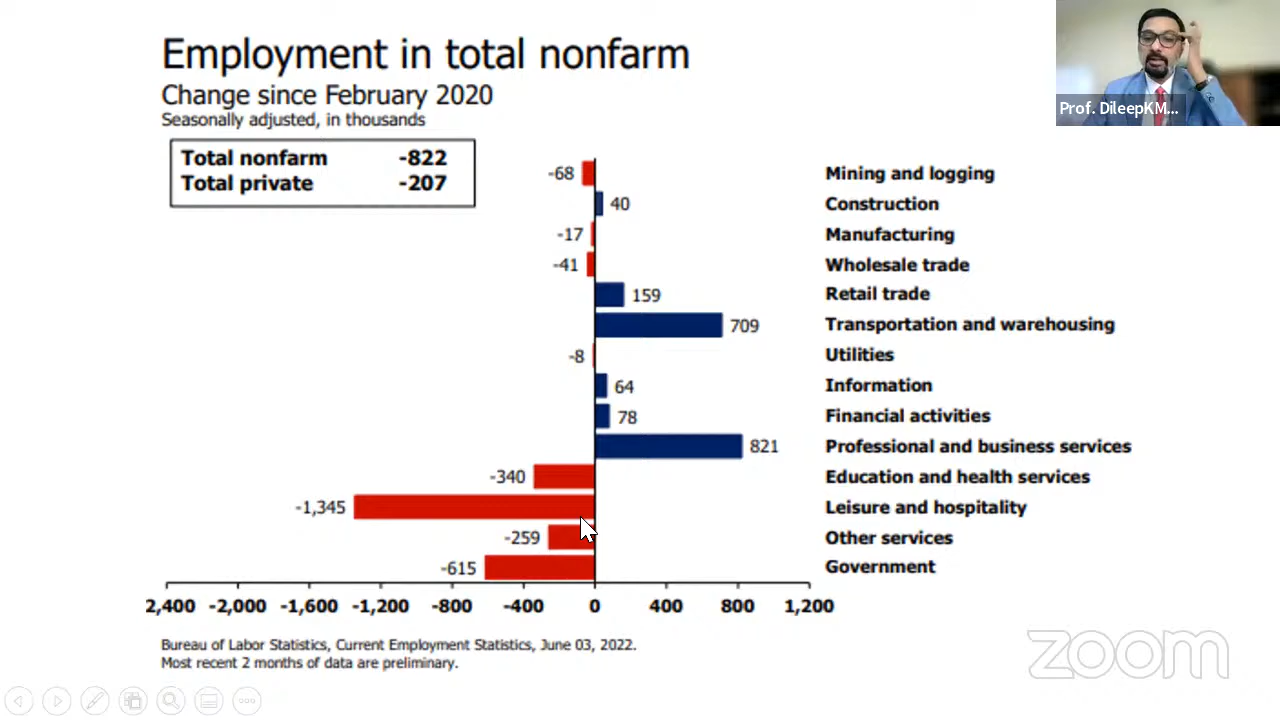 Employment in total nonfarm
Change since February 2020
Seasonally adjusted, in thousands
Total nonfarm -822
Total private -207
-68 Mining and logging
40 Construction
-17 Manufacturing
-41 Wholesale trade
159 Retail trade
709 Transportation and warehousing
-8 Utilities
64 Information
78 Financial activities
821 Professional and business services
-340 Education and health services
-1,345 Leisure and hospitality
-259 Other services
-615 Government
2,400 -2,000 -1,600 -1,200 -800 -400 0 400 800 1,200
Bureau of Labor Statistics, Current Employment Statistics, June 03, 2022.
Most recent 2 months of data are preliminary.
Prof. DileepKM...
zoom